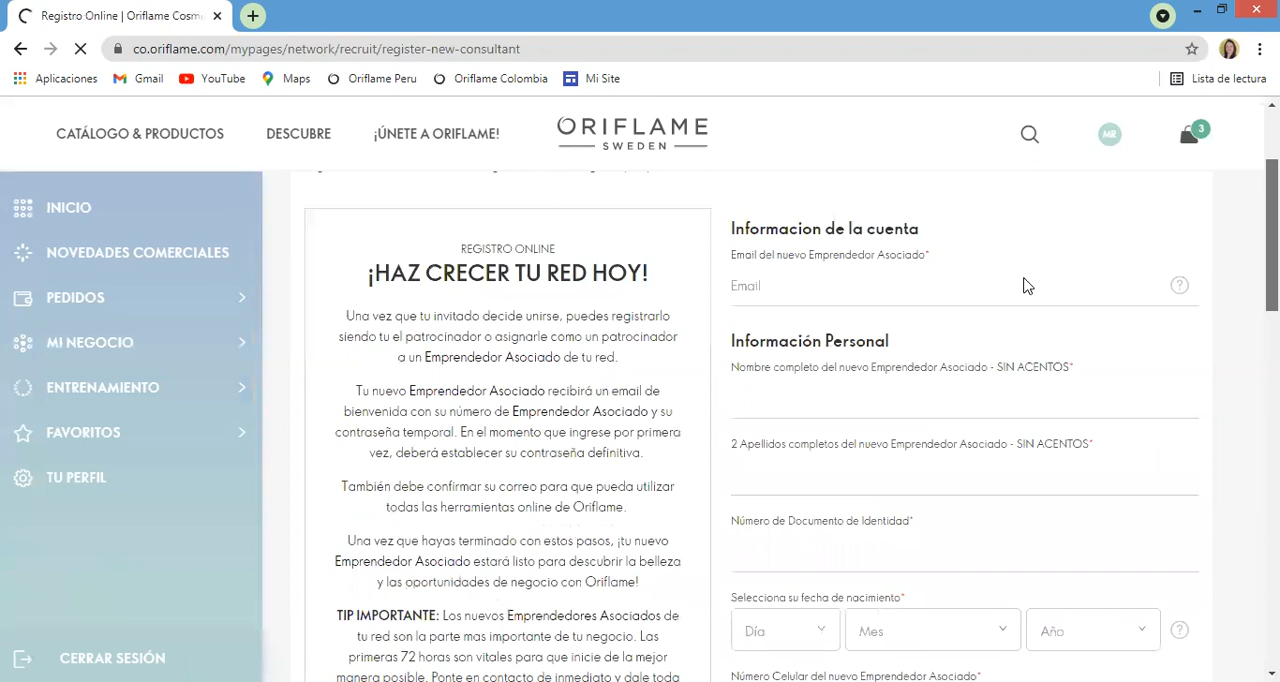 Registro Online | Oriflame Cosm
co.oriflame.com/mypages/network/recruit/register-new-consultant
Aplicaciones
Gmail
YouTube
Maps
Oriflame Peru
Oriflame Colombia
Mi Site
Lista de lectura
CATÁLOGO & PRODUCTOS
DESCUBRE
¡ÚNETE A ORIFLAME!
ORIFLAME
SWEDEN
MR
3
INICIO
NOVEDADES COMERCIALES
PEDIDOS
MI NEGOCIO
ENTRENAMIENTO
FAVORITOS
TU PERFIL
CERRAR SESIÓN
REGISTRO ONLINE
¡HAZ CRECER TU RED HOY!
Una vez que tu invitado decide unirse, puedes registrarlo
siendo tu el patrocinador o asignarle como un patrocinador
a un Emprendedor Asociado de tu red.
Tu nuevo Emprendedor Asociado recibirá un email de
bienvenida con su número de Emprendedor Asociado y su
contraseña temporal. En el momento que ingrese por primera
vez, deberá establecer su contraseña definitiva.
También debe confirmar su correo para que pueda utilizar
todas las herramientas online de Oriflame.
Una vez que hayas terminado con estos pasos, ¡tu nuevo
Emprendedor Asociado estará listo para descubrir la belleza
y las oportunidades de negocio con Oriflame!
TIP IMPORTANTE: Los nuevos Emprendedores Asociados de
tu red son la parte mas importante de tu negocio. Las
primeras 72 horas son vitales para que inicie de la mejor
manera posible. Ponte en contacto de inmediato y dale toda
Informacion de la cuenta
Email del nuevo Emprendedor Asociado*
Email
?
Información Personal
Nombre completo del nuevo Emprendedor Asociado - SIN ACENTOS*
2 Apellidos completos del nuevo Emprendedor Asociado - SIN ACENTOS*
Número de Documento de Identidad*
Selecciona su fecha de nacimiento*
Día
Mes
Año
?
Número Celular del nuevo Emprendedor Asociado*